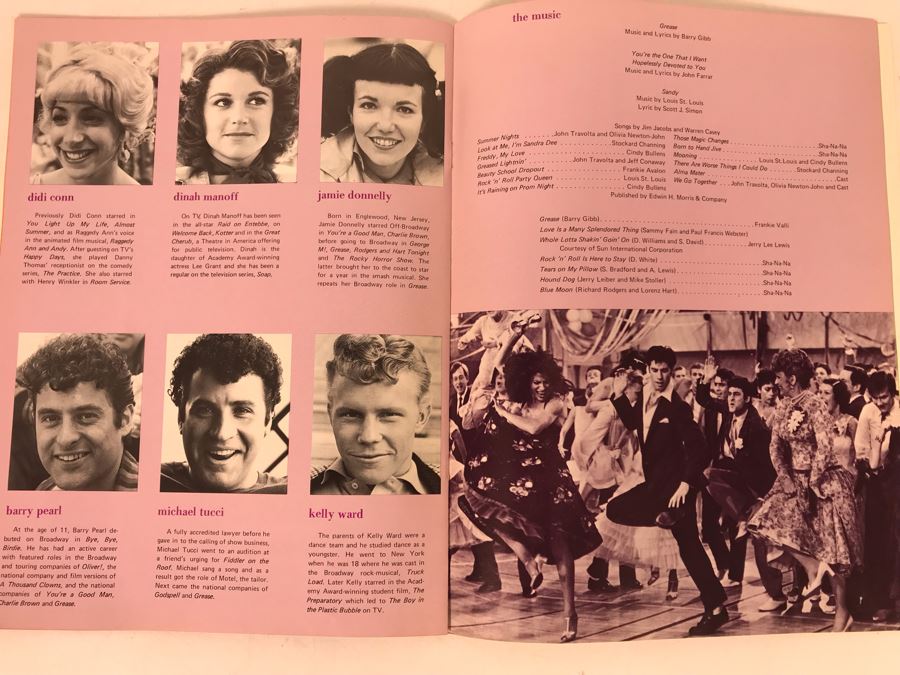 didi conn
Previously Didi Conn starred in
You Light Up My Life, Almost
Summer, and as Raggedy Ann's voice
in the animated film musical, Raggedy
Ann and Andy. After guesting on TV's
Happy Days, she played Danny
Thomas' receptionist on the comedy
series, The Practice. She also starred
with Henry Winkler in Room Service.
dinah manoff
On TV, Dinah Manoff has been seen
in the all-star Raid on Entebbe, on
Welcome Back, Kotter and in the Great
Cherub, a Theatre in America offering
for public television. Dinah is the
daughter of Academy Award-winning
actress Lee Grant and she has been a
regular on the television series, Soap.
jamie donnelly
Born in Englewood, New Jersey,
Jamie Donnelly starred Off-Broadway
in You're a Good Man, Charlie Brown,
before going to Broadway in George
M!, Grease, Rodgers and Hart Tonight
and The Rocky Horror Show. The
latter brought her to the coast to star
for a year in the smash musical. She
repeats her Broadway role in Grease.
barry pearl
At the age of 11, Barry Pearl de-
buted on Broadway in Bye, Bye,
Birdie. He has had an active career
with featured roles in the Broadway
and touring companies of Oliver!, the
national company and film versions of
A Thousand Clowns, and the national
companies of You're a Good Man,
Charlie Brown and Grease.
michael tucci
A fully accredited lawyer before he
gave in to the calling of show business,
Michael Tucci went to an audition at
a friend's urging for Fiddler on the
Roof. Michael sang a song and as a
result got the role of Motel, the tailor.
Next came the national companies of
Godspell and Grease.
kelly ward
The parents of Kelly Ward were a
dance team and he studied dance as a
youngster. He went to New York
when he was 18 where he was cast in
the Broadway rock-musical, Truck
Load. Later Kelly starred in the Acad-
emy Award-winning student film, The
Preparatory which led to The Boy in
the Plastic Bubble on TV.
the music
Grease
Music and Lyrics by Barry Gibb
You're the One That I Want
Hopelessly Devoted to You
Music and Lyrics by John Farrar
Sandy
Music by Louis St. Louis
Lyric by Scott J. Simon
Songs by Jim Jacobs and Warren Casey
Summer Nights . . . . . . . John Travolta and Olivia Newton-John
Look at Me, I'm Sandra Dee . . . . . . . Stockard Channing
Freddy, My Love . . . . . . . Cindy Bullens
Greased Lightnin' . . . . . . . John Travolta and Jeff Conaway
Beauty School Dropout . . . . . . . Frankie Avalon
Rock 'n' Roll Party Queen . . . . . . . Louis St. Louis
It's Raining on Prom Night . . . . . . . Cindy Bullens
Those Magic Changes . . . . . . . Sha-Na-Na
Born to Hand Jive . . . . . . . Sha-Na-Na
Mooning . . . . . . . Louis St.Louis and Cindy Bullens
There Are Worse Things I Could Do . . . . . . . Stockard Channing
Alma Mater . . . . . . . Cast
We Go Together . . . John Travolta, Olivia Newton-John and Cast
Published by Edwin H. Morris & Company
Grease (Barry Gibb) . . . . . . . Frankie Valli
Love Is a Many Splendored Thing (Sammy Fain and Paul Francis Webster)
Whole Lotta Shakin' Goin' On (D. Williams and S. David) . . . . . . . Jerry Lee Lewis
Courtesy of Sun International Corporation
Rock 'n' Roll Is Here to Stay (D. White) . . . . . . . Sha-Na-Na
Tears on My Pillow (S. Bradford and A. Lewis) . . . . . . . Sha-Na-Na
Hound Dog (Jerry Leiber and Mike Stoller) . . . . . . . Sha-Na-Na
Blue Moon (Richard Rodgers and Lorenz Hart) . . . . . . . Sha-Na-Na